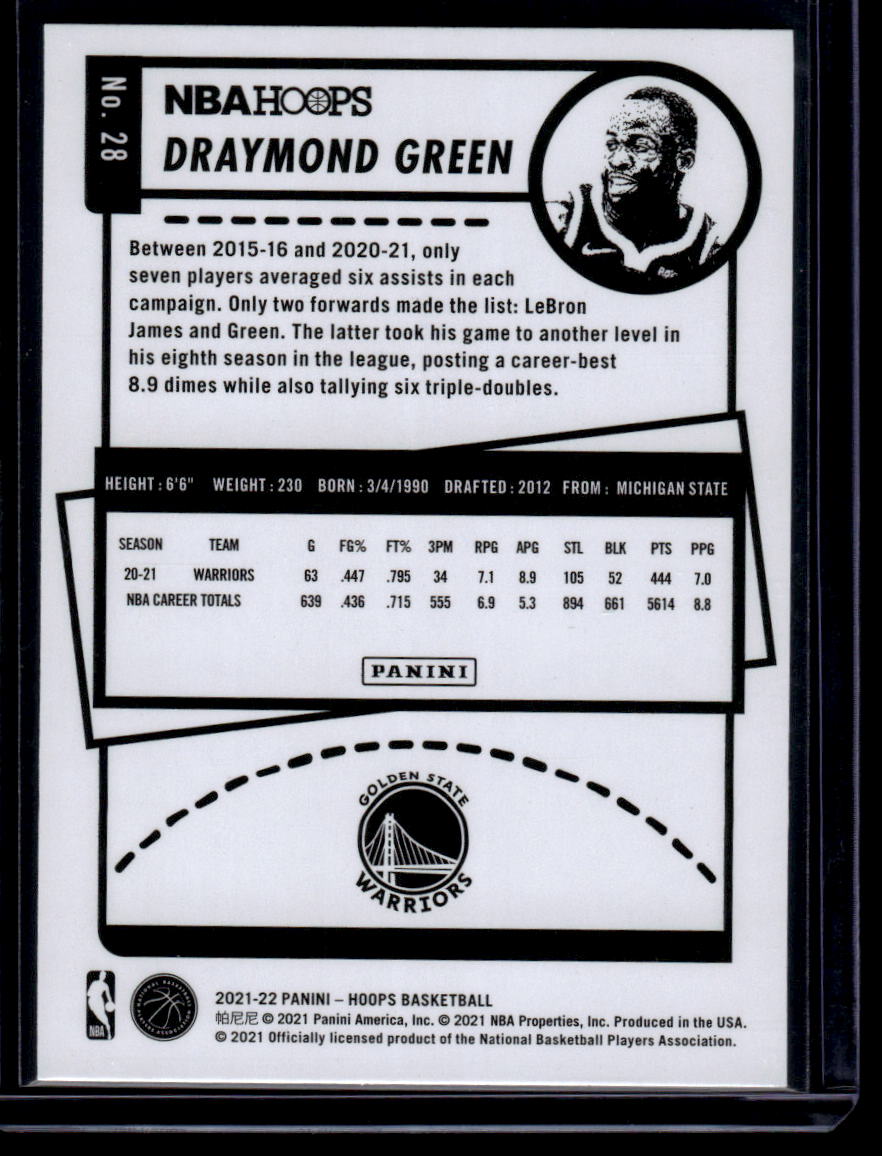 No. 28
NBA HOOPS
DRAYMOND GREEN
Between 2015-16 and 2020-21, only
seven players averaged six assists in each
campaign. Only two forwards made the list: LeBron
James and Green. The latter took his game to another level in
his eighth season in the league, posting a career-best
8.9 dimes while also tallying six triple-doubles.
HEIGHT: 6'6" WEIGHT: 230 BORN: 3/4/1990 DRAFTED: 2012 FROM: MICHIGAN STATE
SEASON TEAM G FG% FT% 3PM RPG APG STL BLK PTS PPG
20-21 WARRIORS 63 .447 .795 34 7.1 8.9 105 52 444 7.0
NBA CAREER TOTALS 639 .436 .715 555 6.9 5.3 894 661 5614 8.8
PANINI
GOLDEN STATE
WARRIORS
NBA
NATIONAL BASKETBALL PLAYERS ASSOCIATION
2021-22 PANINI – HOOPS BASKETBALL
帕尼尼 © 2021 Panini America, Inc. © 2021 NBA Properties, Inc. Produced in the USA.
© 2021 Officially licensed product of the National Basketball Players Association.